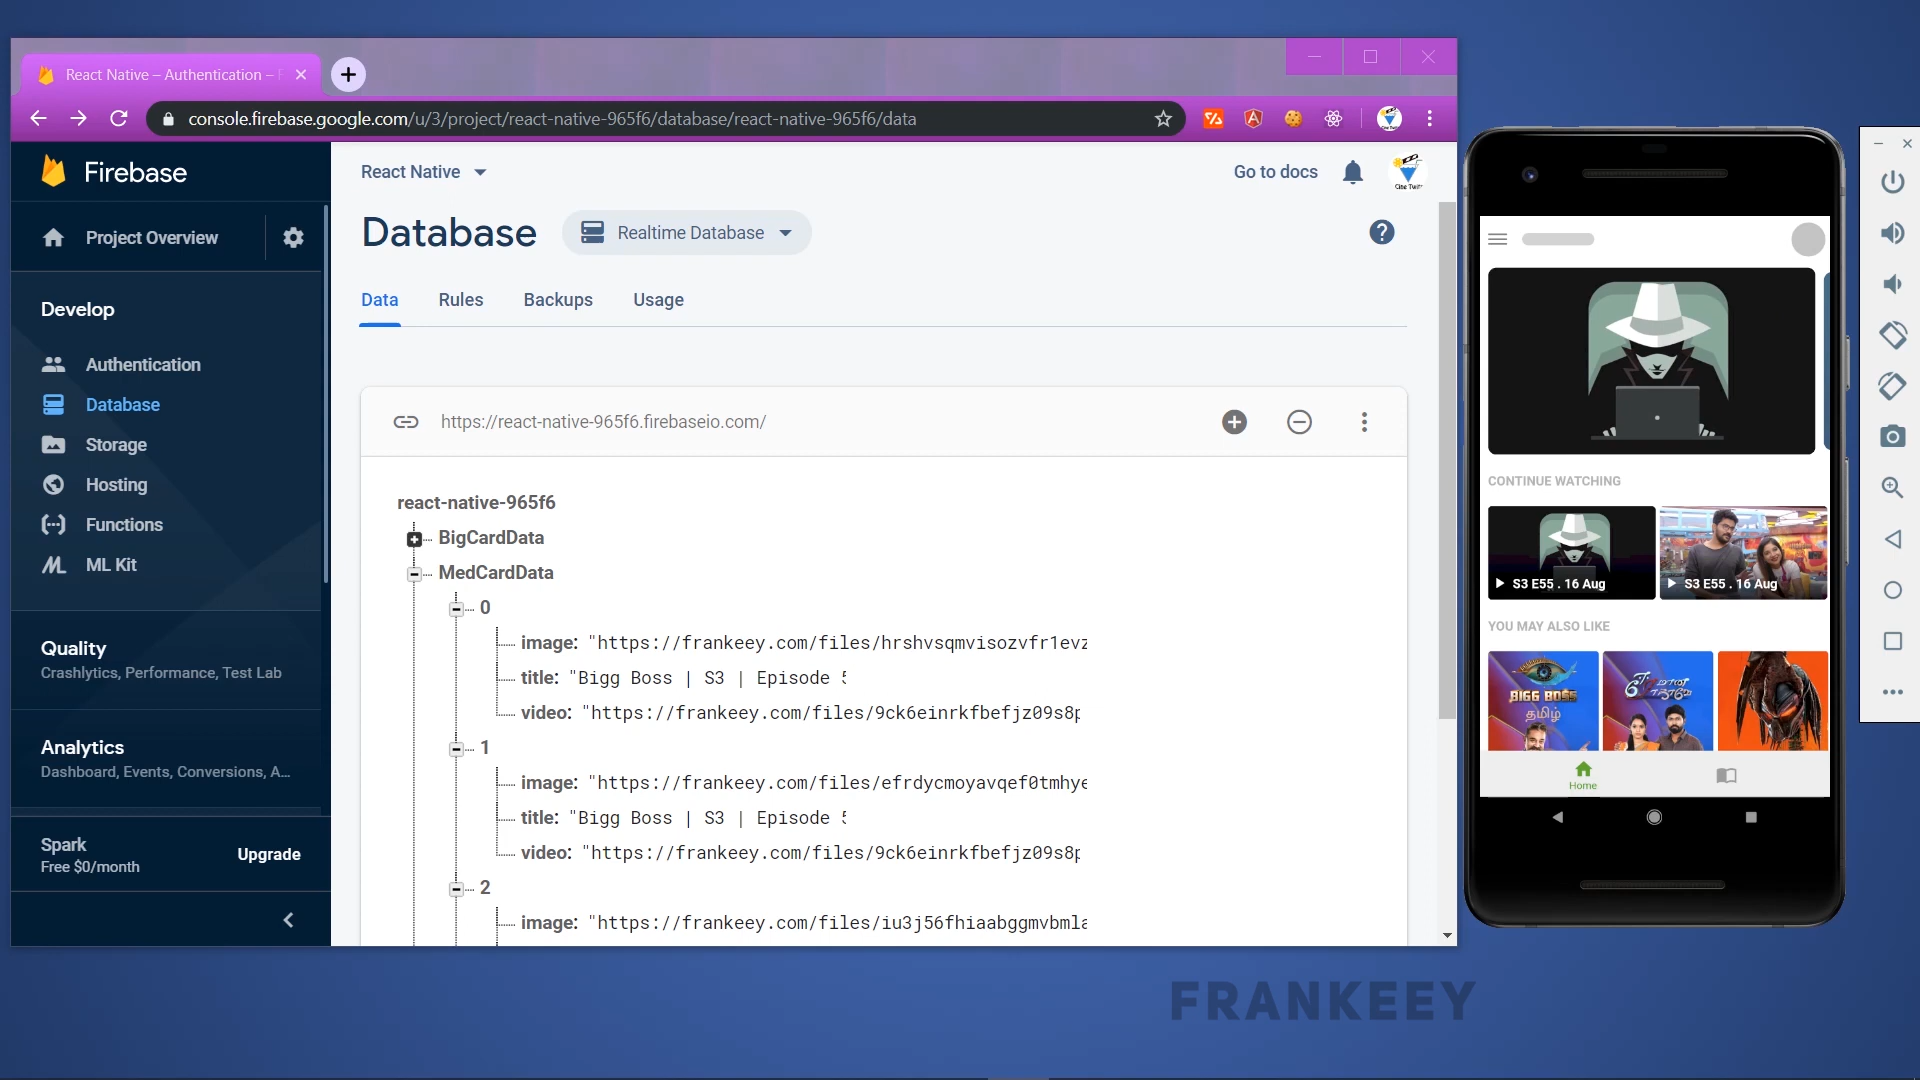 React Native – Authentication –
console.firebase.google.com/u/3/project/react-native-965f6/database/react-native-965f6/data
Firebase
Project Overview
Develop
Authentication
Database
Storage
Hosting
Functions
ML Kit
Quality
Crashlytics, Performance, Test Lab
Analytics
Dashboard, Events, Conversions, A...
Spark
Free $0/month
Upgrade
React Native
Go to docs
Database
Realtime Database
Data
Rules
Backups
Usage
https://react-native-965f6.firebaseio.com/
react-native-965f6
BigCardData
MedCardData
0
image: "https://frankeey.com/files/hrshvsqmvisozvfr1evz
title: "Bigg Boss | S3 | Episode 5
video: "https://frankeey.com/files/9ck6einrkfbefjz09s8p
1
image: "https://frankeey.com/files/efrdycmoyavqef0tmhye
title: "Bigg Boss | S3 | Episode 5
video: "https://frankeey.com/files/9ck6einrkfbefjz09s8p
2
image: "https://frankeey.com/files/iu3j56fhiaabggmvbmla
CONTINUE WATCHING
S3 E55 . 16 Aug
S3 E55 . 16 Aug
YOU MAY ALSO LIKE
BIGG BOSS
தமிழ்
Home
FRANKEEY